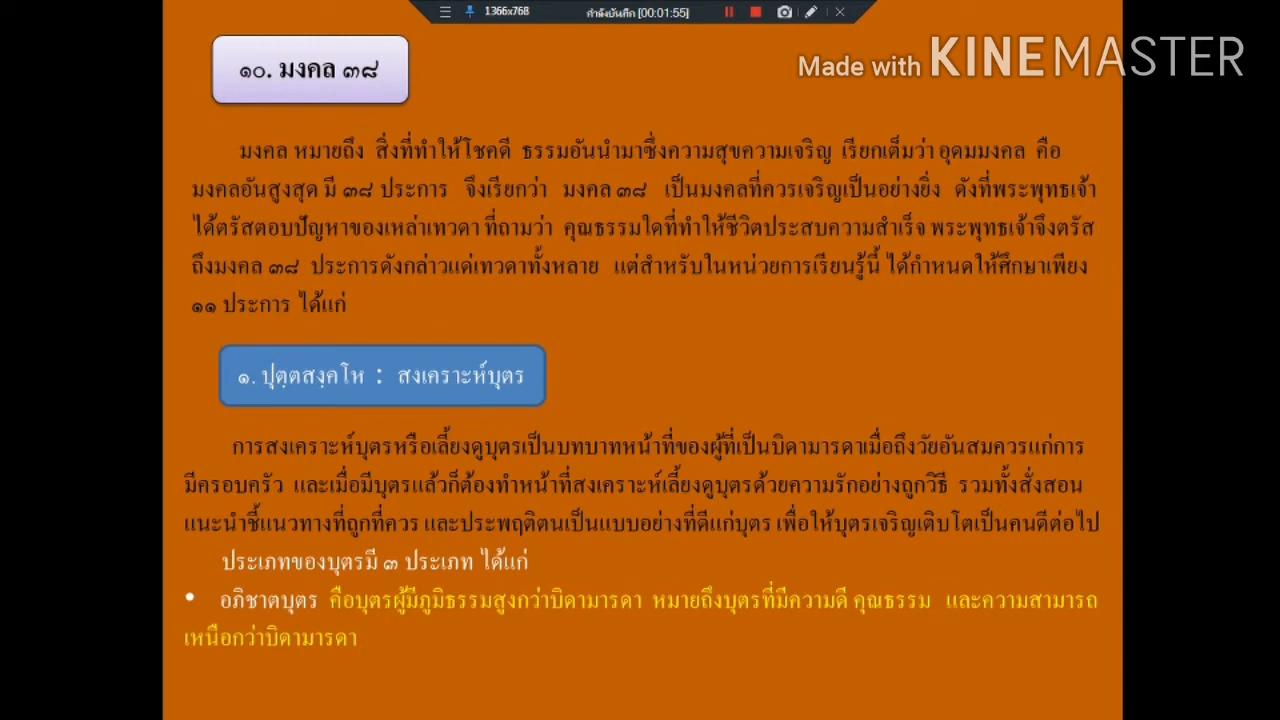 1366x768 กำลังบันทึก [00:01:55]
Made with KINEMASTER
๑๐. มงคล ๓๘
มงคล หมายถึง สิ่งที่ทำให้โชคดี ธรรมอันนำมาซึ่งความสุขความเจริญ เรียกเต็มว่า อุดมมงคล คือ
มงคลอันสูงสุด มี ๓๘ ประการ จึงเรียกว่า มงคล ๓๘ เป็นมงคลที่ควรเจริญเป็นอย่างยิ่ง ดังที่พระพุทธเจ้า
ได้ตรัสตอบปัญหาของเหล่าเทวดา ที่ถามว่า คุณธรรมใดที่ทำให้ชีวิตประสบความสำเร็จ พระพุทธเจ้าจึงตรัส
ถึงมงคล ๓๘ ประการดังกล่าวแด่เทวดาทั้งหลาย แต่สำหรับในหน่วยการเรียนรู้นี้ ได้กำหนดให้ศึกษาเพียง
๑๑ ประการ ได้แก่
๑. ปุตฺตสงฺคโห : สงเคราะห์บุตร
การสงเคราะห์บุตรหรือเลี้ยงดูบุตรเป็นบทบาทหน้าที่ของผู้ที่เป็นบิดามารดาเมื่อถึงวัยอันสมควรแก่การ
มีครอบครัว และเมื่อมีบุตรแล้วก็ต้องทำหน้าที่สงเคราะห์เลี้ยงดูบุตรด้วยความรักอย่างถูกวิธี รวมทั้งสั่งสอน
แนะนำชี้แนวทางที่ถูกที่ควร และประพฤติตนเป็นแบบอย่างที่ดีแก่บุตร เพื่อให้บุตรเจริญเติบโตเป็นคนดีต่อไป
ประเภทของบุตรมี ๓ ประเภท ได้แก่
• อภิชาตบุตร คือบุตรผู้มีภูมิธรรมสูงกว่าบิดามารดา หมายถึงบุตรที่มีความดี คุณธรรม และความสามารถ
เหนือกว่าบิดามารดา